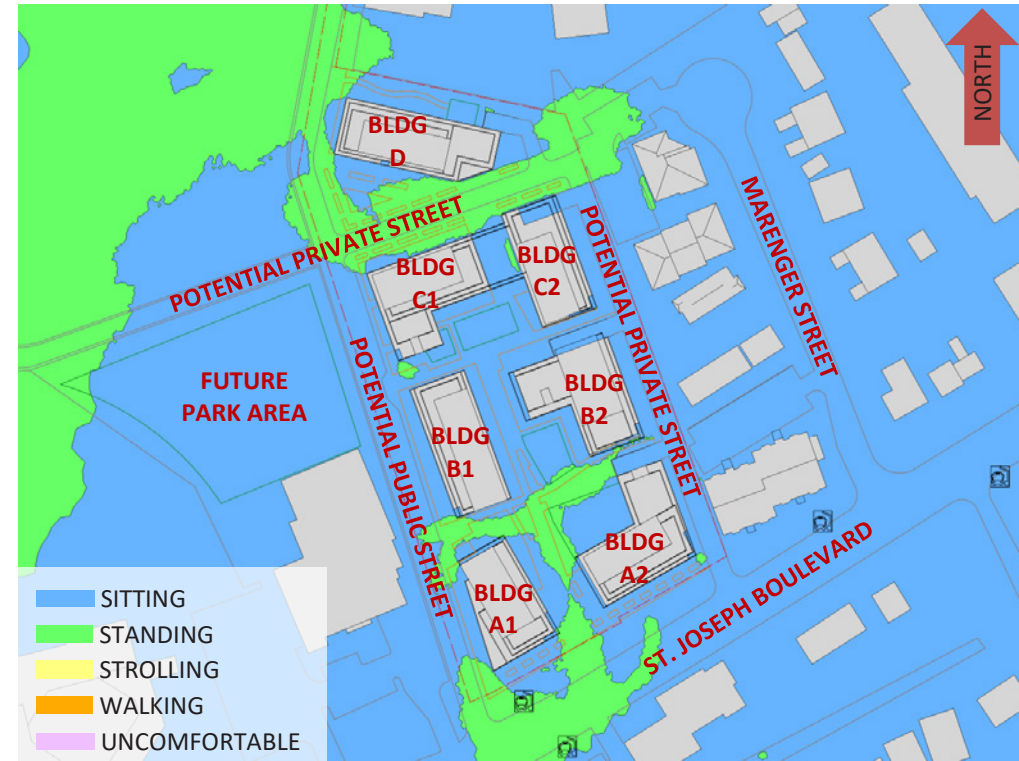 NORTH
BLDG
D
POTENTIAL PRIVATE STREET
BLDG
C1
BLDG
C2
POTENTIAL PRIVATE STREET
MARENGER STREET
FUTURE
PARK AREA
POTENTIAL PUBLIC STREET
BLDG
B1
BLDG
B2
BLDG
A1
BLDG
A2
ST. JOSEPH BOULEVARD
SITTING
STANDING
STROLLING
WALKING
UNCOMFORTABLE